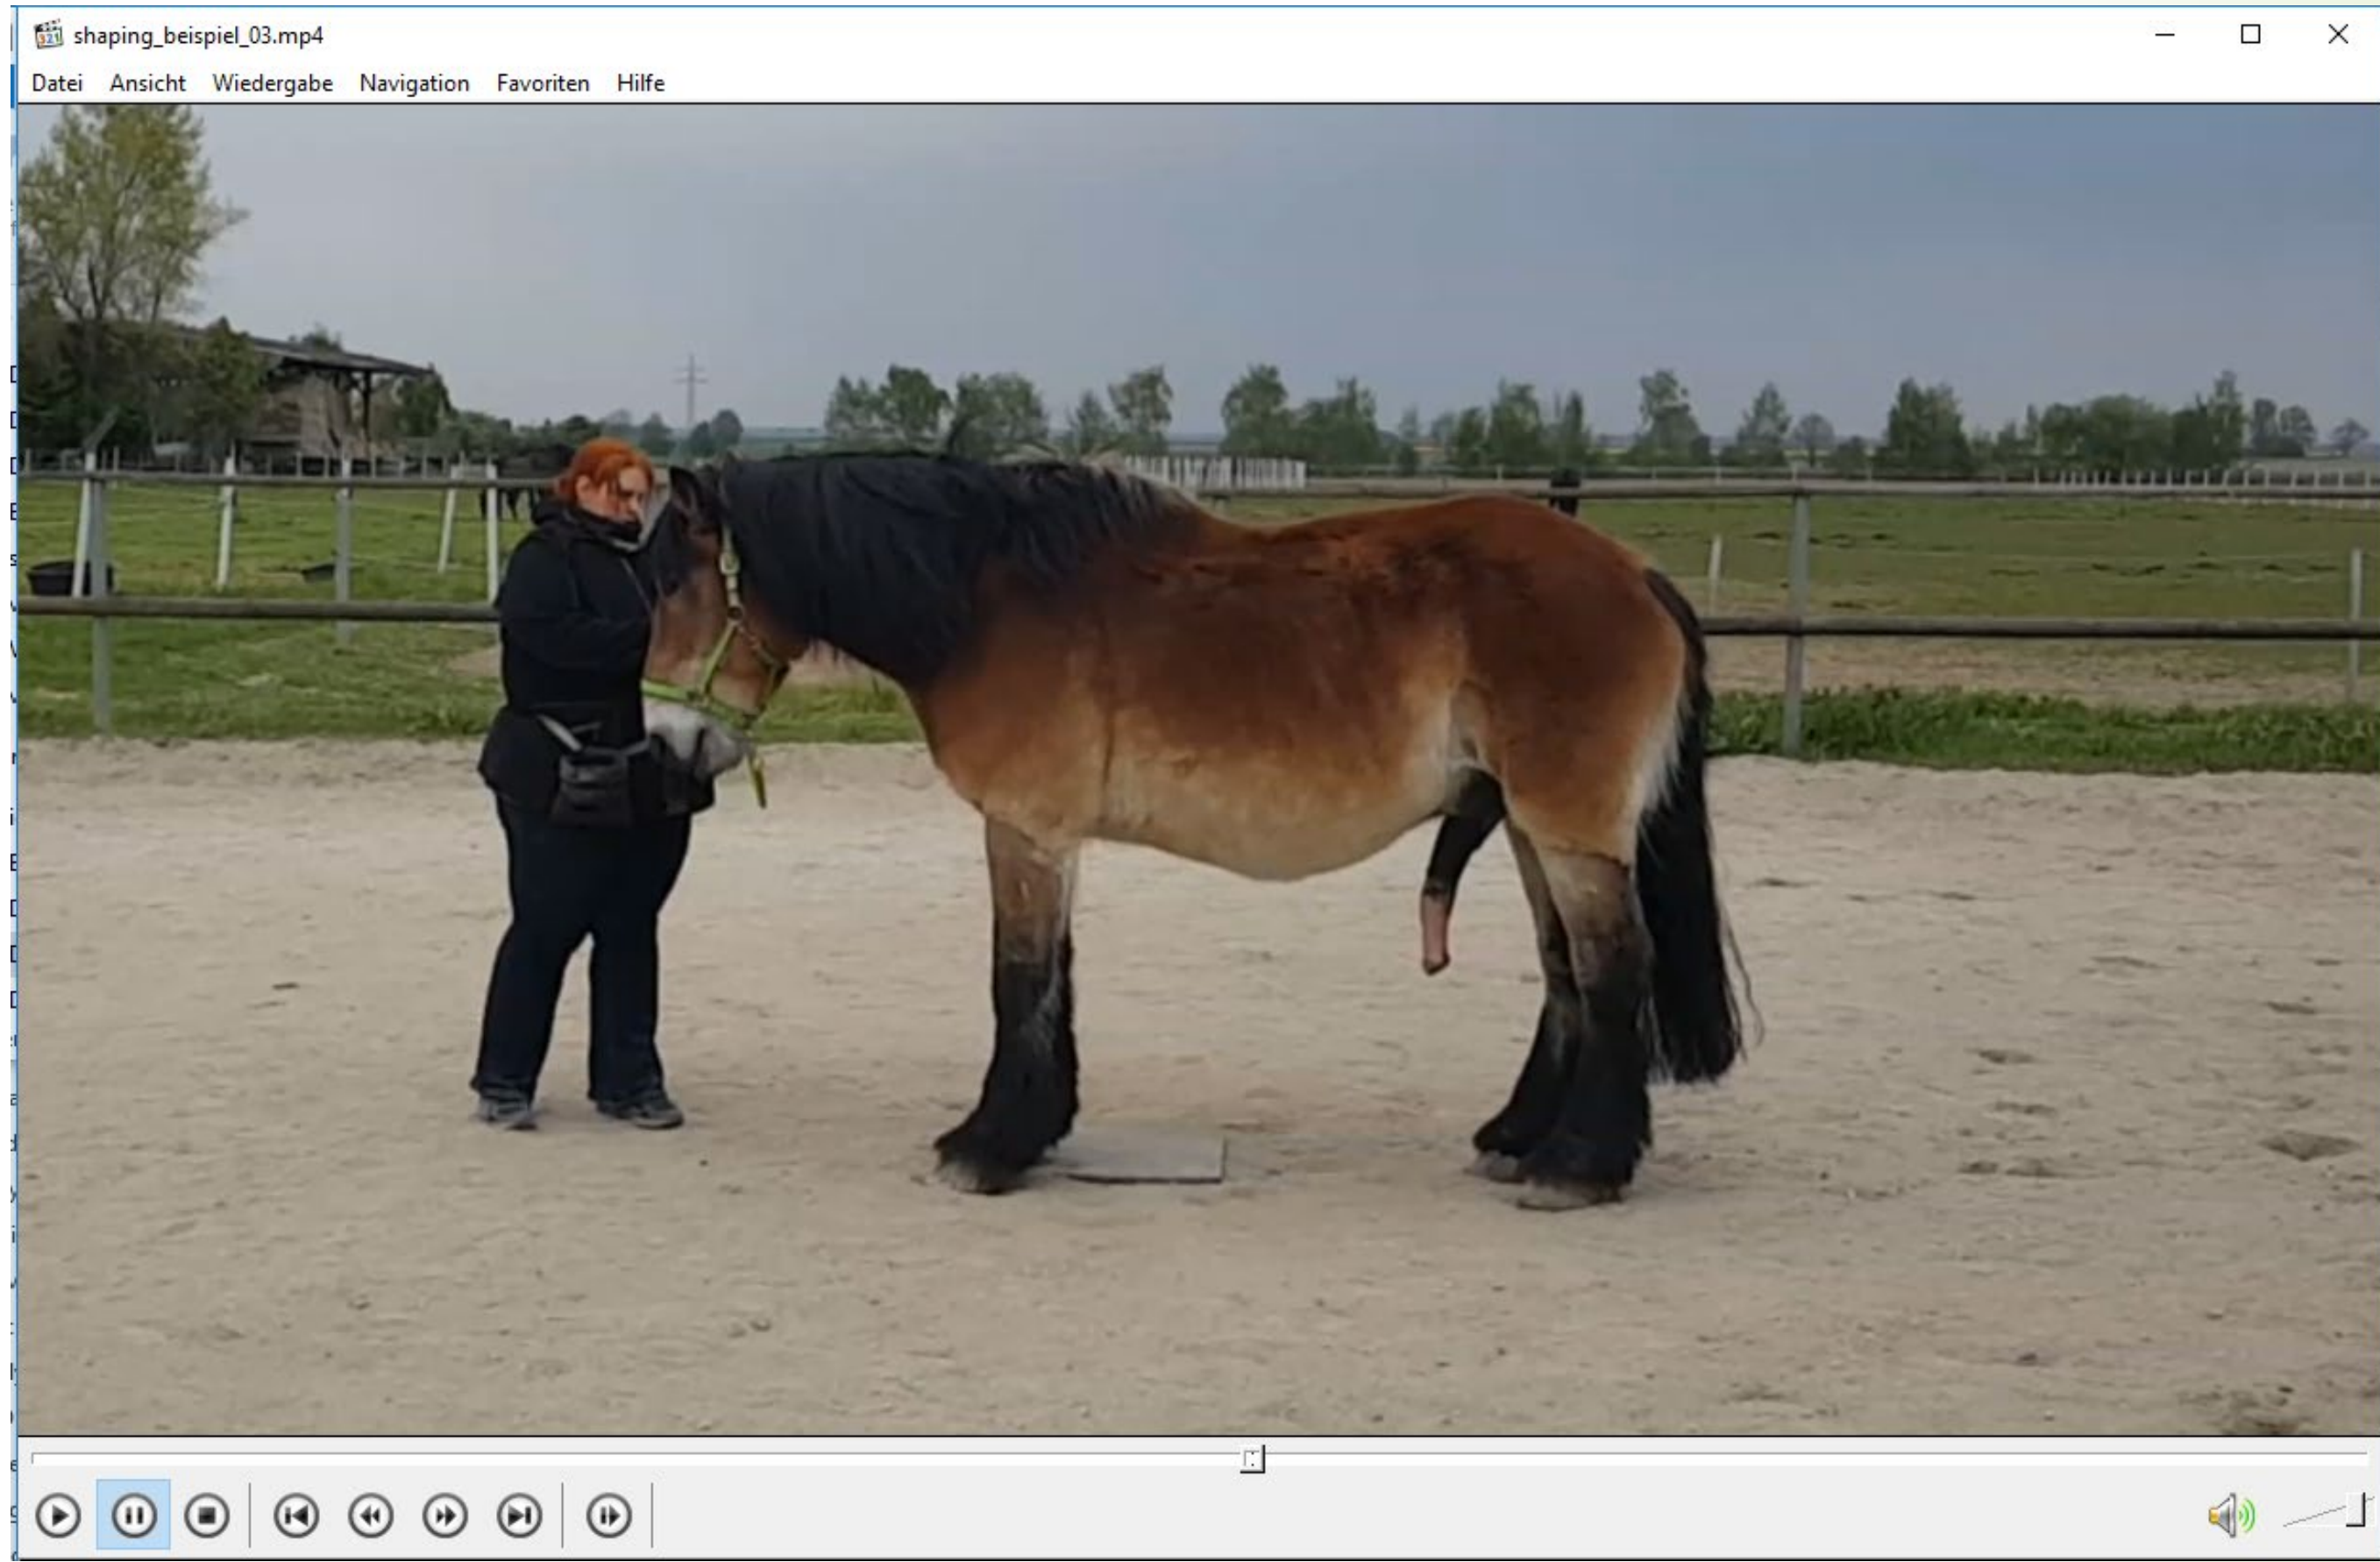 shaping_beispiel_03.mp4
Datei Ansicht Wiedergabe Navigation Favoriten Hilfe